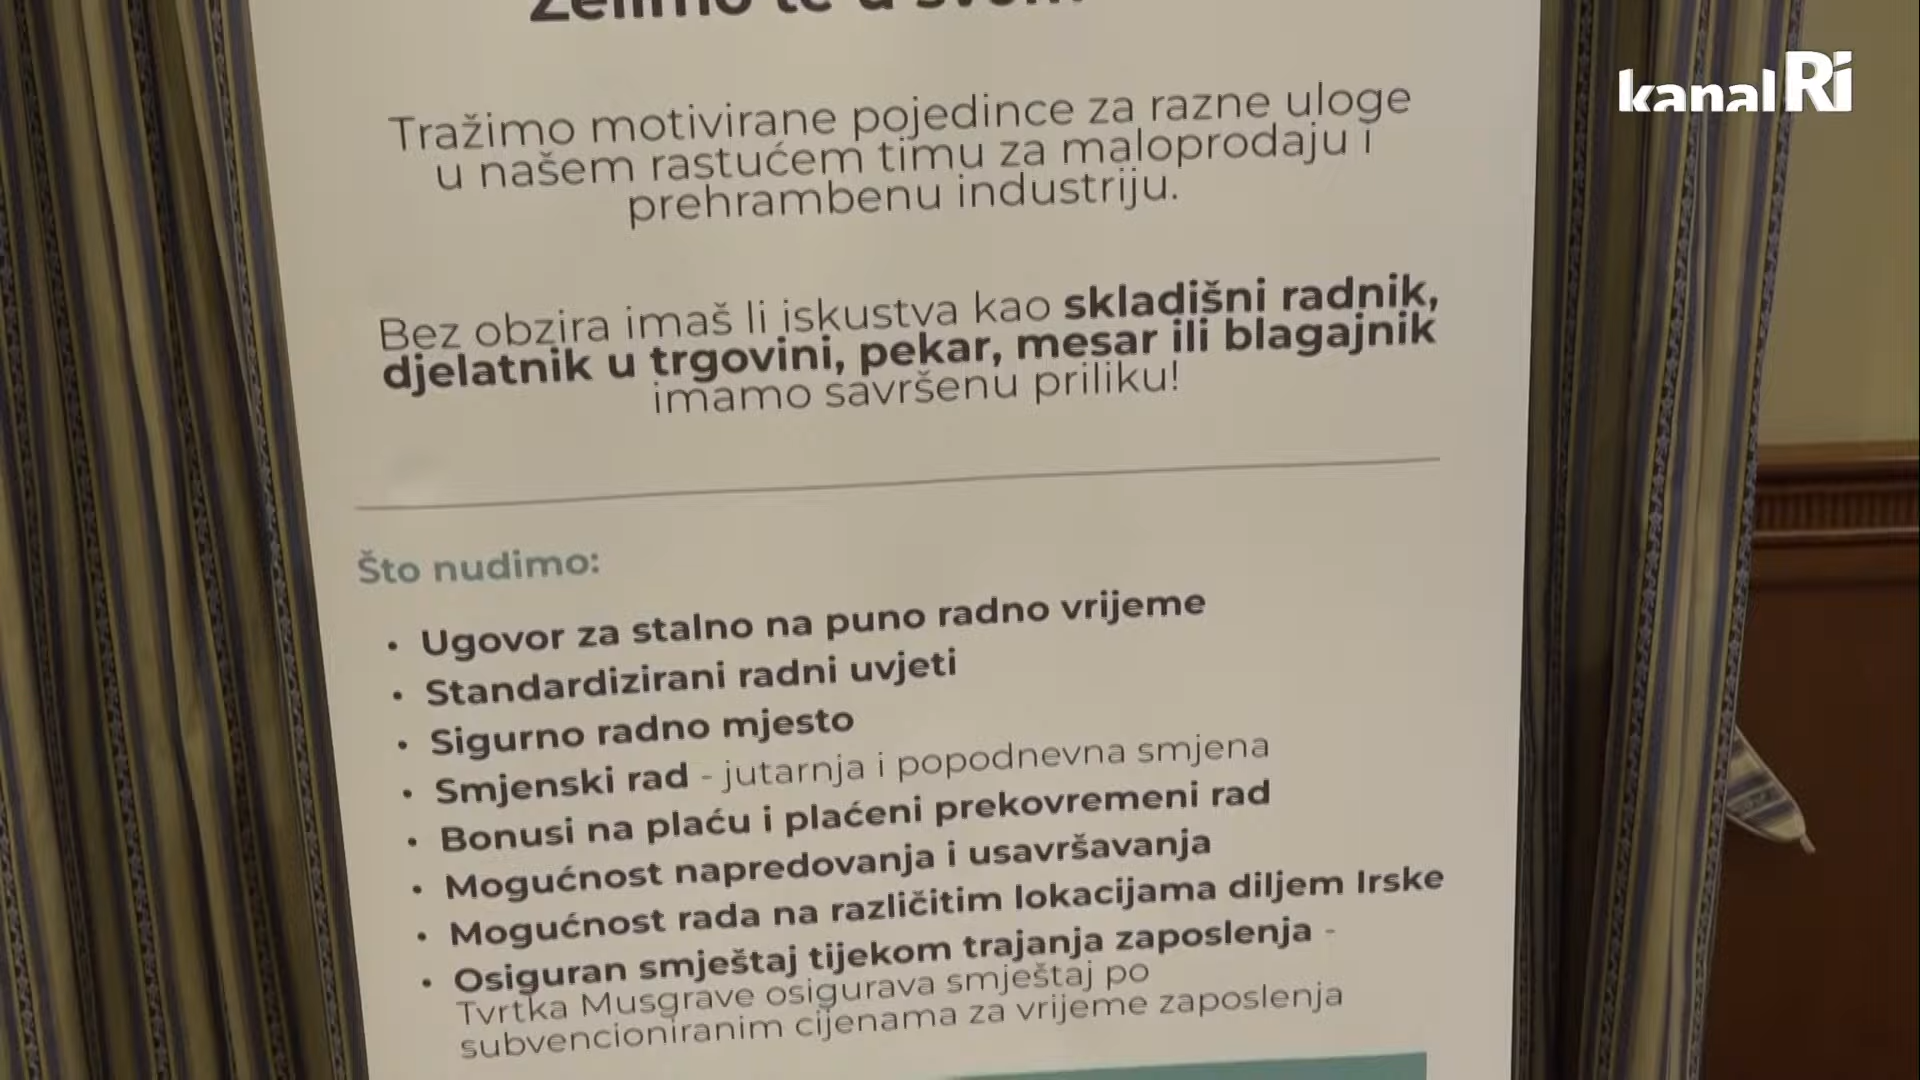 Želimo te u svom
kanalRi
Tražimo motivirane pojedince za razne uloge
u našem rastućem timu za maloprodaju i
prehrambenu industriju.
Bez obzira imaš li iskustva kao skladišni radnik,
djelatnik u trgovini, pekar, mesar ili blagajnik
imamo savršenu priliku!
Što nudimo:
• Ugovor za stalno na puno radno vrijeme
• Standardizirani radni uvjeti
• Sigurno radno mjesto
• Smjenski rad - jutarnja i popodnevna smjena
• Bonusi na plaću i plaćeni prekovremeni rad
• Mogućnost napredovanja i usavršavanja
• Mogućnost rada na različitim lokacijama diljem Irske
• Osiguran smještaj tijekom trajanja zaposlenja -
Tvrtka Musgrave osigurava smještaj po
subvencioniranim cijenama za vrijeme zaposlenja